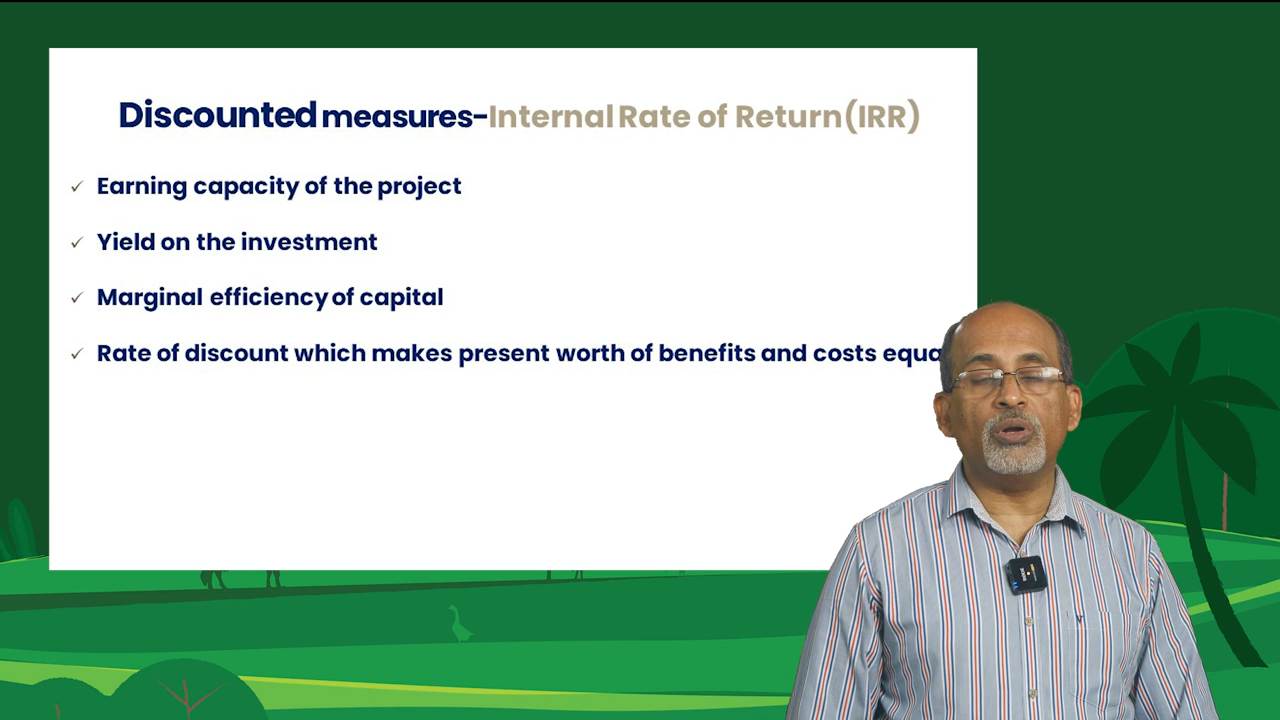 Discounted measures-Internal Rate of Return(IRR)
✓ Earning capacity of the project
✓ Yield on the investment
✓ Marginal efficiency of capital
✓ Rate of discount which makes present worth of benefits and costs